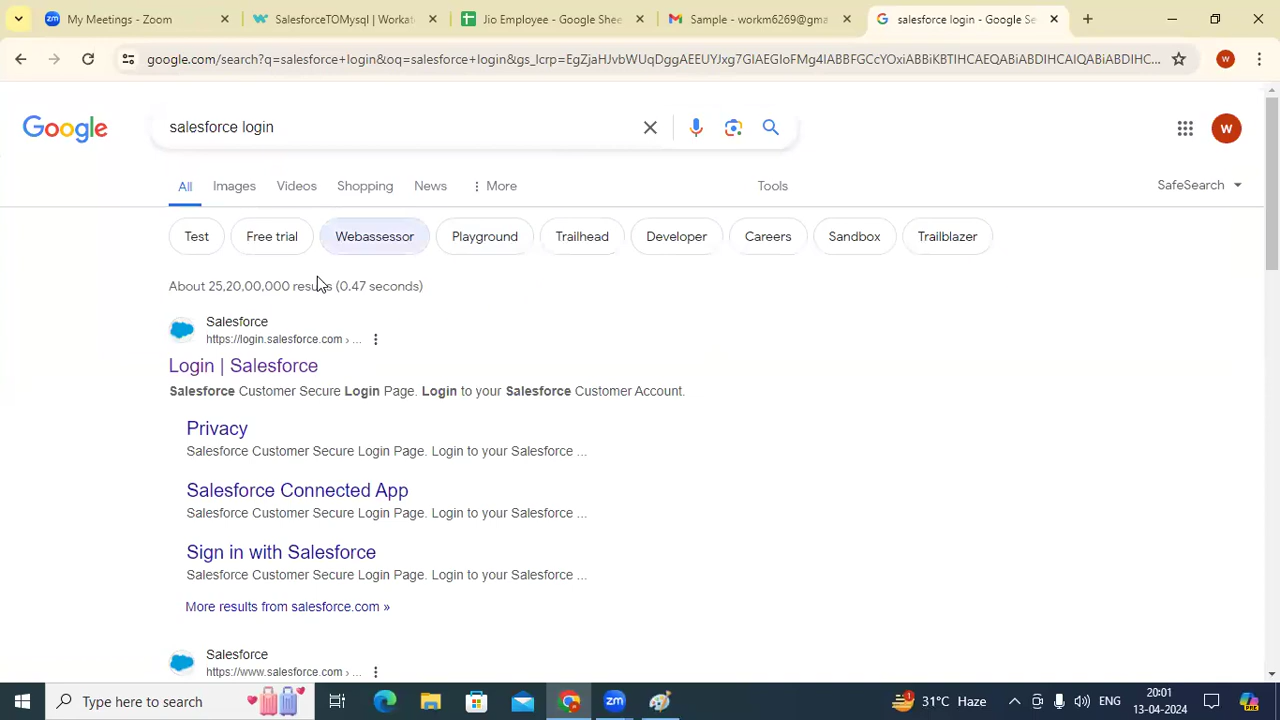 My Meetings - Zoom
SalesforceTOMysql | Workat
Jio Employee - Google Shee
Sample - workm6269@gma
salesforce login - Google Se
google.com/search?q=salesforce+login&oq=salesforce+login&gs_lcrp=
W
Google
salesforce login
W
All
Images
Videos
Shopping
News
More
Tools
SafeSearch
Test
Free trial
Webassessor
Playground
Trailhead
Developer
Careers
Sandbox
Trailblazer
About 25,20,00,000 results (0.47 seconds)
Salesforce
https://login.salesforce.com › ...
Login | Salesforce
Salesforce Customer Secure Login Page. Login to your Salesforce Customer Account.
Privacy
Salesforce Customer Secure Login Page. Login to your Salesforce ...
Salesforce Connected App
Salesforce Customer Secure Login Page. Login to your Salesforce ...
Sign in with Salesforce
Salesforce Customer Secure Login Page. Login to your Salesforce ...
More results from salesforce.com »
Salesforce
https://www.salesforce.com › ...
Type here to search
31°C Haze
ENG
20:01
13-04-2024